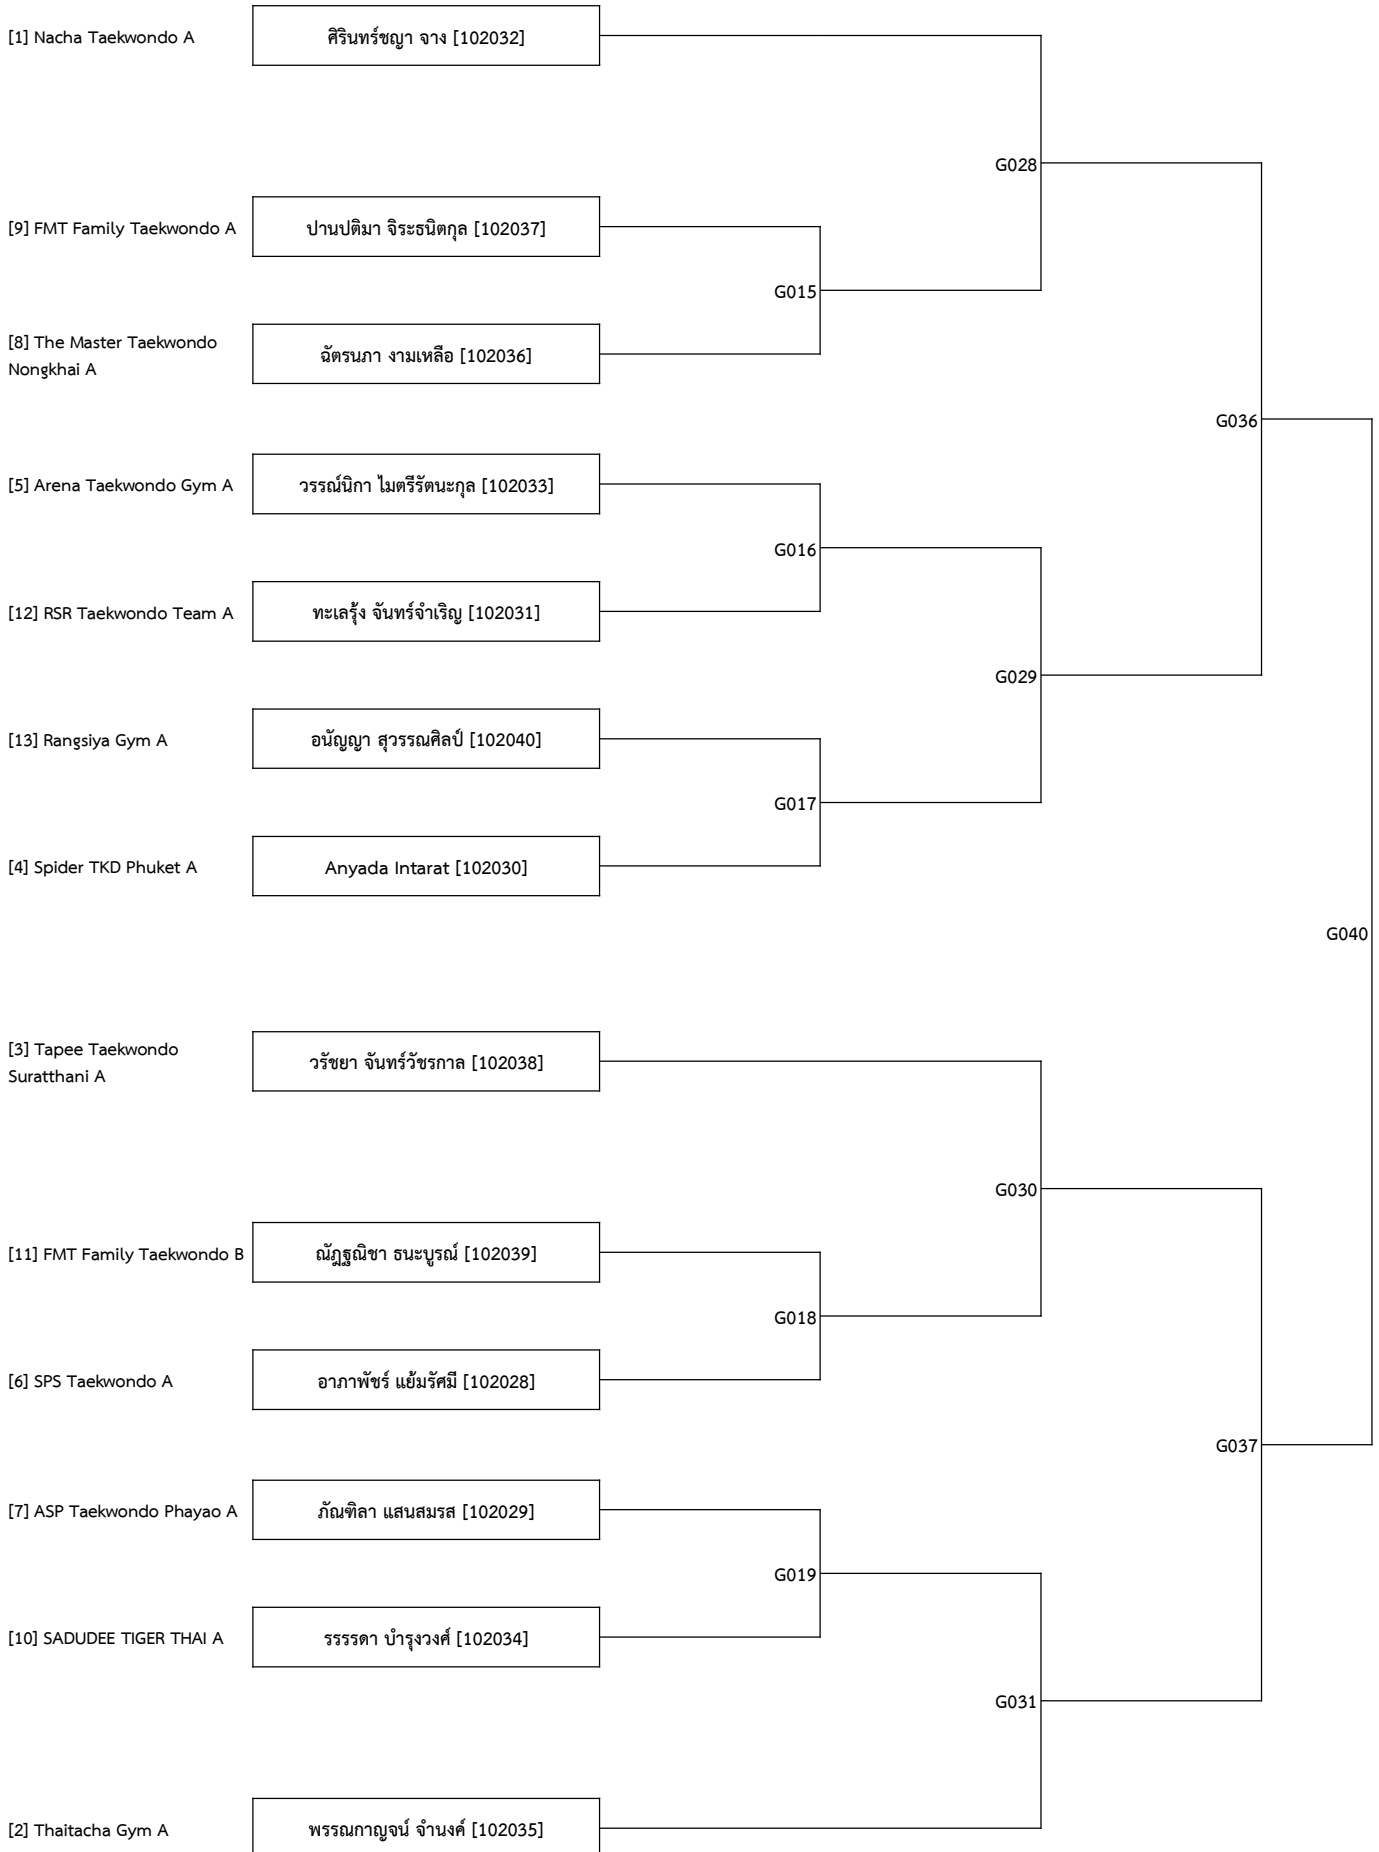 [1] Nacha Taekwondo A
ศิรินทร์ชญา จาง [102032]
G028
[9] FMT Family Taekwondo A
ปานปติมา จิระธนิตกุล [102037]
G015
[8] The Master Taekwondo
Nongkhai A
ฉัตรนภา งามเหลือ [102036]
G036
[5] Arena Taekwondo Gym A
วรรณ์นิกา ไมตรีรัตนะกุล [102033]
G016
[12] RSR Taekwondo Team A
ทะเลรุ้ง จันทร์จำเริญ [102031]
G029
[13] Rangsiya Gym A
อนัญญา สุวรรณศิลป์ [102040]
G017
[4] Spider TKD Phuket A
Anyada Intarat [102030]
G040
[3] Tapee Taekwondo
Suratthani A
วรัชยา จันทร์วัชรกาล [102038]
G030
[11] FMT Family Taekwondo B
ณัฎฐณิชา ธนะบูรณ์ [102039]
G018
[6] SPS Taekwondo A
อาภาพัชร์ แย้มรัศมี [102028]
G037
[7] ASP Taekwondo Phayao A
ภัณฑิลา แสนสมรส [102029]
G019
[10] SADUDEE TIGER THAI A
รรรรดา บำรุงวงศ์ [102034]
G031
[2] Thaitacha Gym A
พรรณกาญจน์ จำนงค์ [102035]